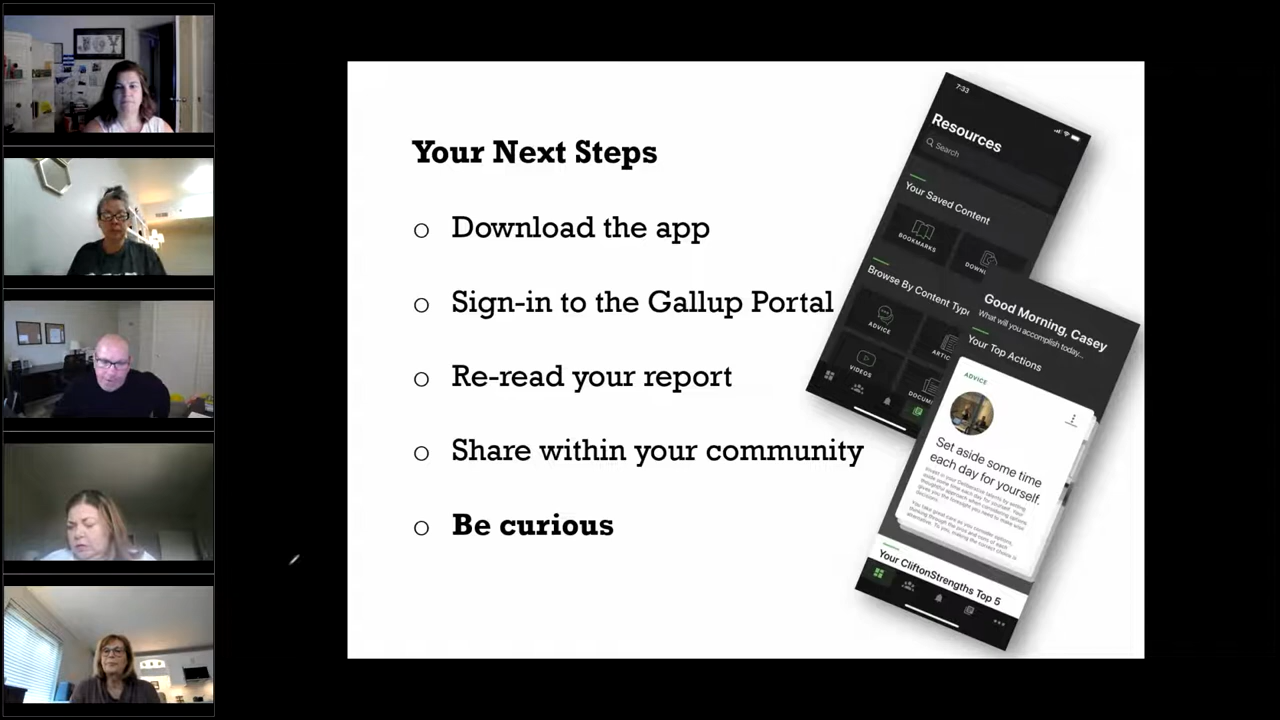 JOY
Your Next Steps
Download the app
Sign-in to the Gallup Portal
Re-read your report
Share within your community
Be curious
7:33
Resources
Search
Your Saved Content
BOOKMARKS
Browse By Content
ADVICE
VIDEOS
Good Morning, Casey
What will you accomplish today...
Your Top Actions
ADVICE
Set aside some time
each day for yourself.
Your CliftonStrengths Top 5